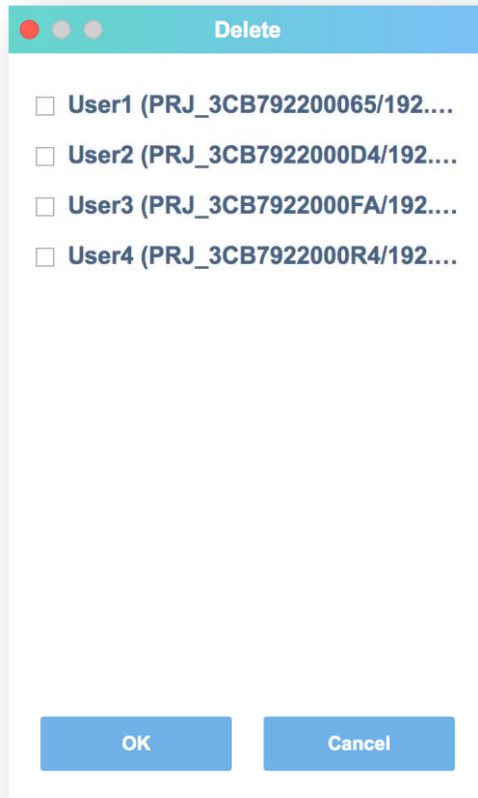 Delete
User1 (PRJ_3CB792200065/192....
User2 (PRJ_3CB7922000D4/192....
User3 (PRJ_3CB7922000FA/192....
User4 (PRJ_3CB7922000R4/192....
OK
Cancel